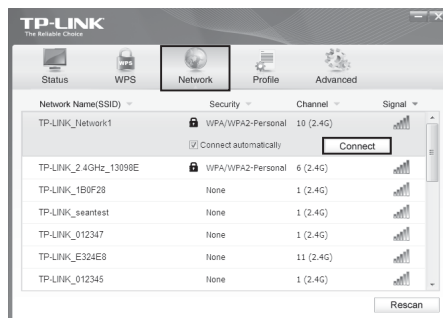 TP-LINK
The Reliable Choice
WPS
Status WPS Network Profile Advanced
Network Name(SSID) Security Channel Signal
TP-LINK_Network1 WPA/WPA2-Personal 10 (2.4G)
Connect automatically Connect
TP-LINK_2.4GHz_13098E WPA/WPA2-Personal 6 (2.4G)
TP-LINK_1B0F28 None 1 (2.4G)
TP-LINK_seantest None 1 (2.4G)
TP-LINK_012347 None 1 (2.4G)
TP-LINK_E324E8 None 11 (2.4G)
TP-LINK_012345 None 1 (2.4G)
Rescan